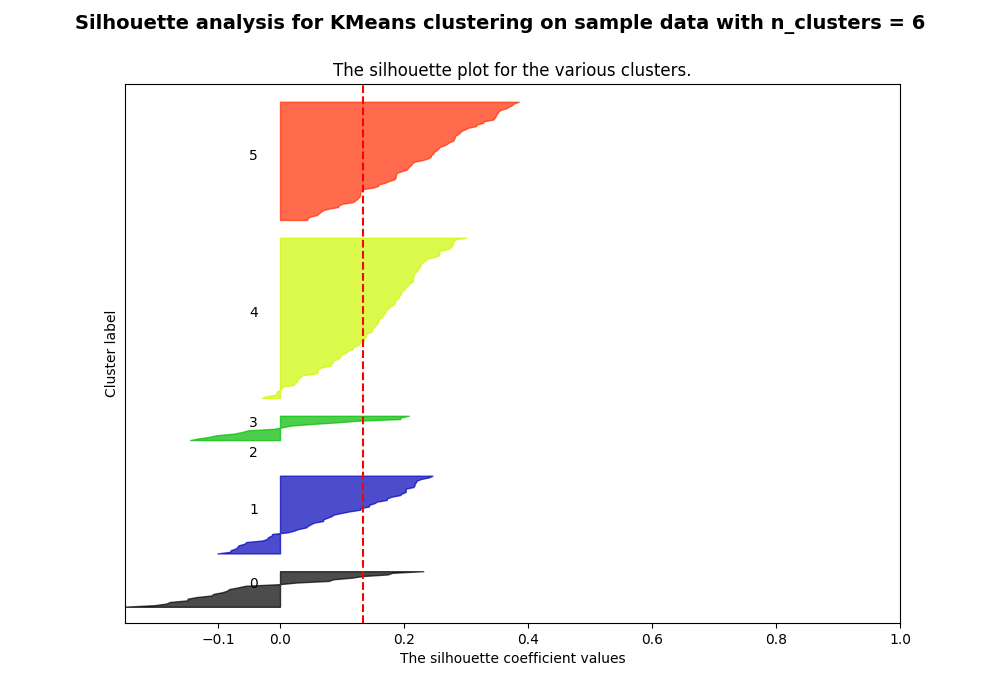 Silhouette analysis for KMeans clustering on sample data with n_clusters = 6
The silhouette plot for the various clusters.
5
4
3
2
1
0
Cluster label
−0.1 0.0 0.2 0.4 0.6 0.8 1.0
The silhouette coefficient values